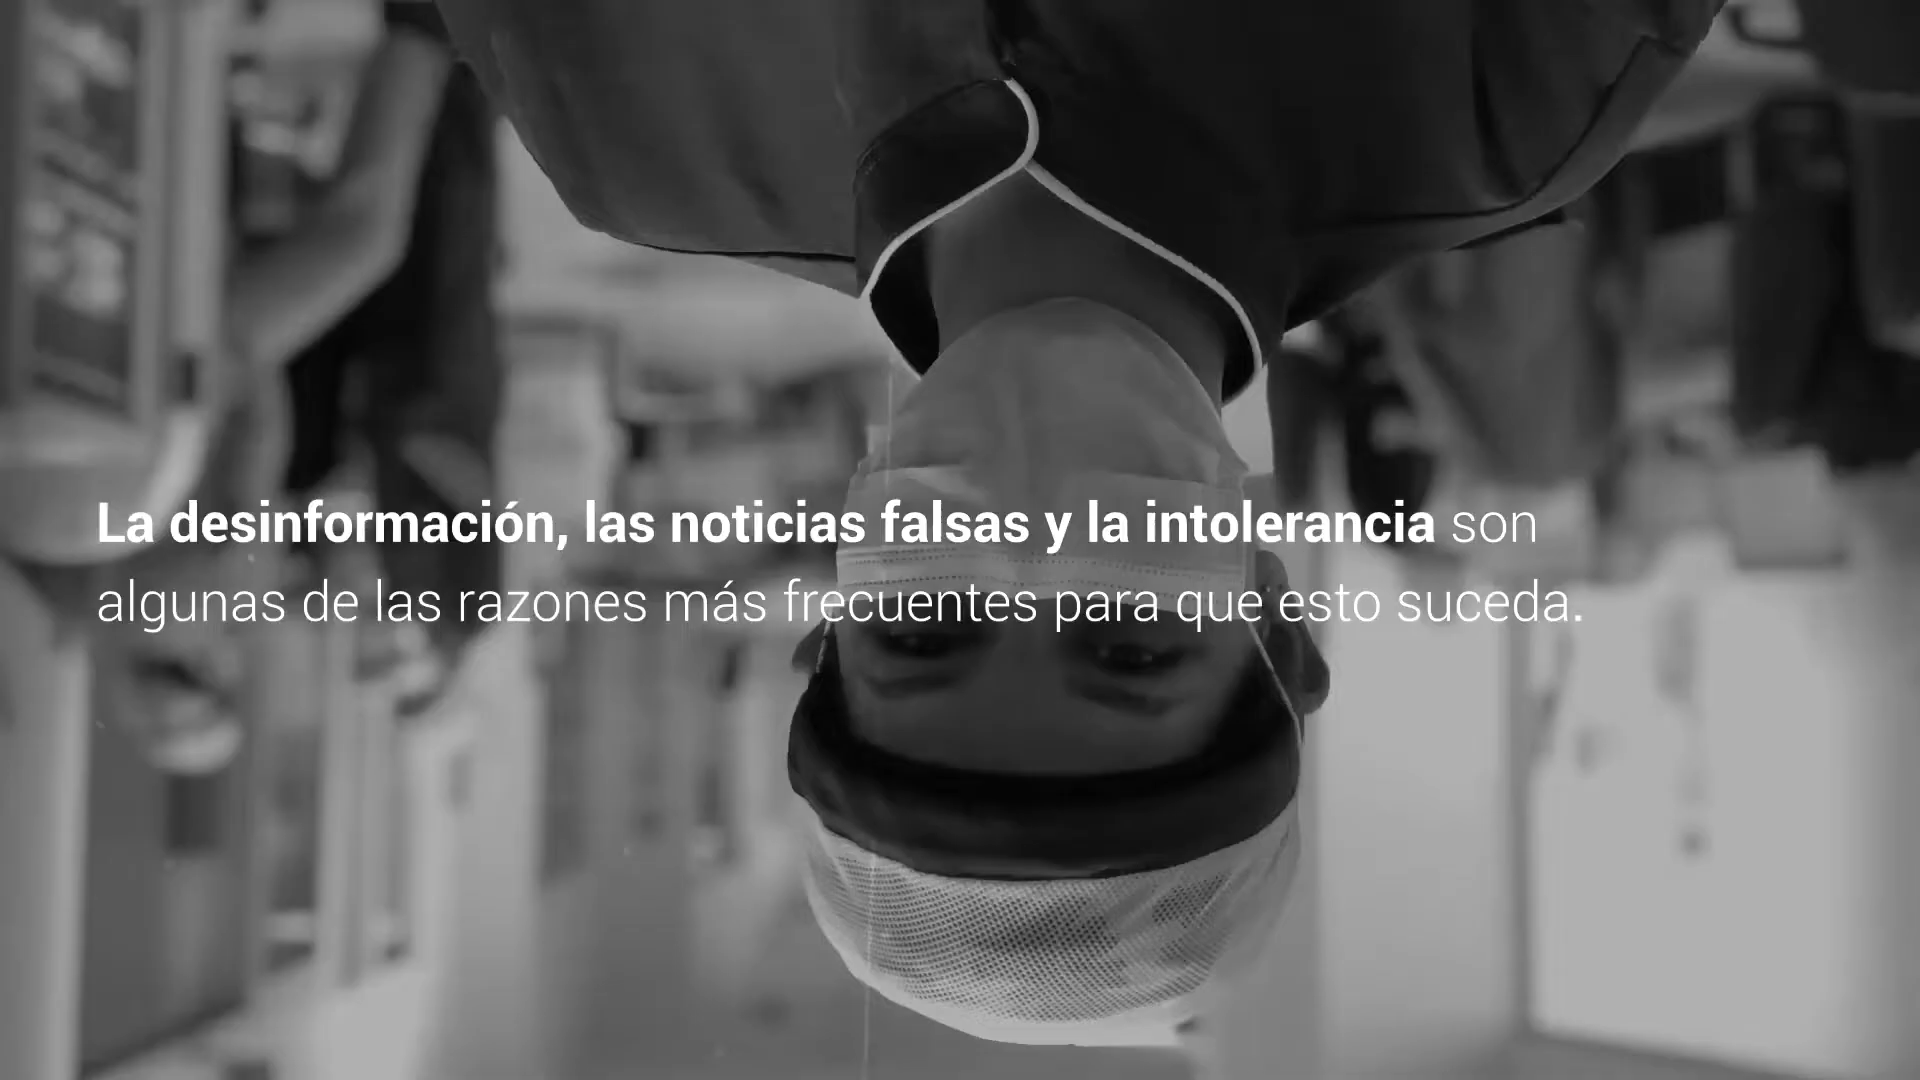 La desinformación, las noticias falsas y la intolerancia son
algunas de las razones más frecuentes para que esto suceda.